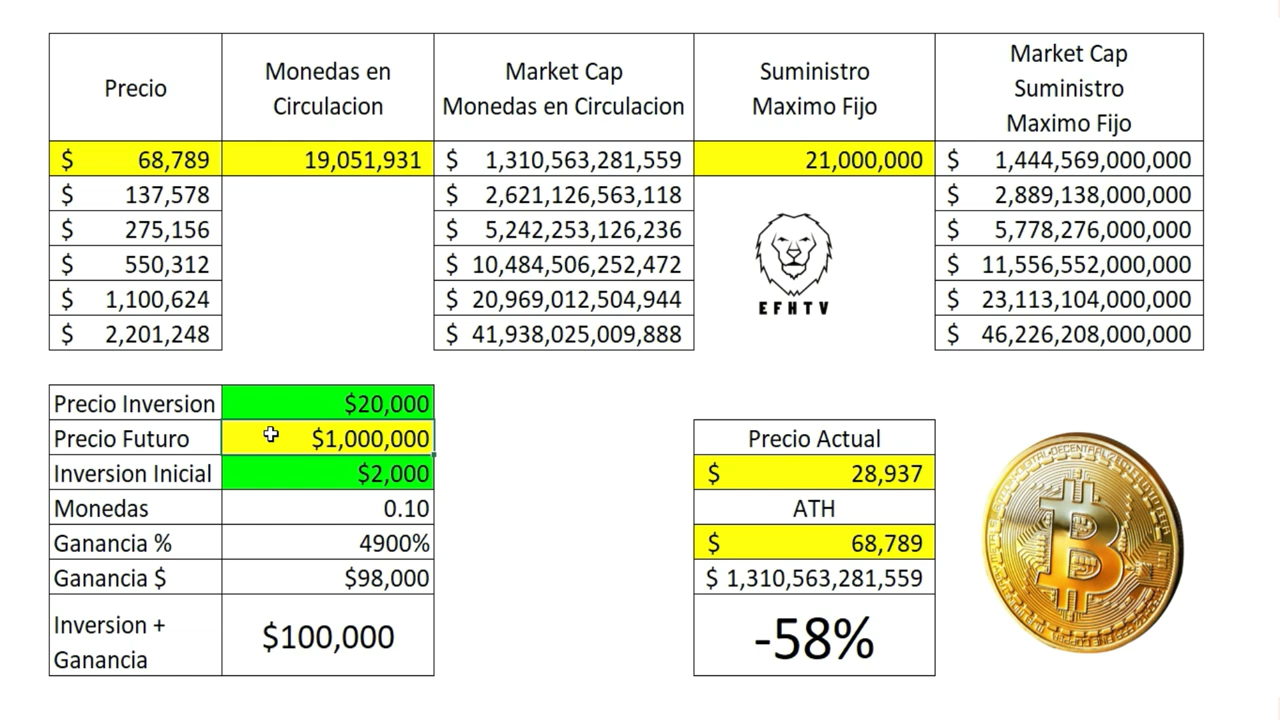 Precio
Monedas en
Circulacion
Market Cap
Monedas en Circulacion
Suministro
Maximo Fijo
Market Cap
Suministro
Maximo Fijo
$ 68,789 19,051,931 $ 1,310,563,281,559 21,000,000 $ 1,444,569,000,000
$ 137,578 $ 2,621,126,563,118 $ 2,889,138,000,000
$ 275,156 $ 5,242,253,126,236 $ 5,778,276,000,000
$ 550,312 $ 10,484,506,252,472 $ 11,556,552,000,000
$ 1,100,624 $ 20,969,012,504,944 $ 23,113,104,000,000
$ 2,201,248 $ 41,938,025,009,888 $ 46,226,208,000,000
EFHTV
Precio Inversion $20,000
Precio Futuro $1,000,000
Inversion Inicial $2,000
Monedas 0.10
Ganancia % 4900%
Ganancia $ $98,000
Inversion +
Ganancia
$100,000
Precio Actual
$ 28,937
ATH
$ 68,789
$ 1,310,563,281,559
-58%